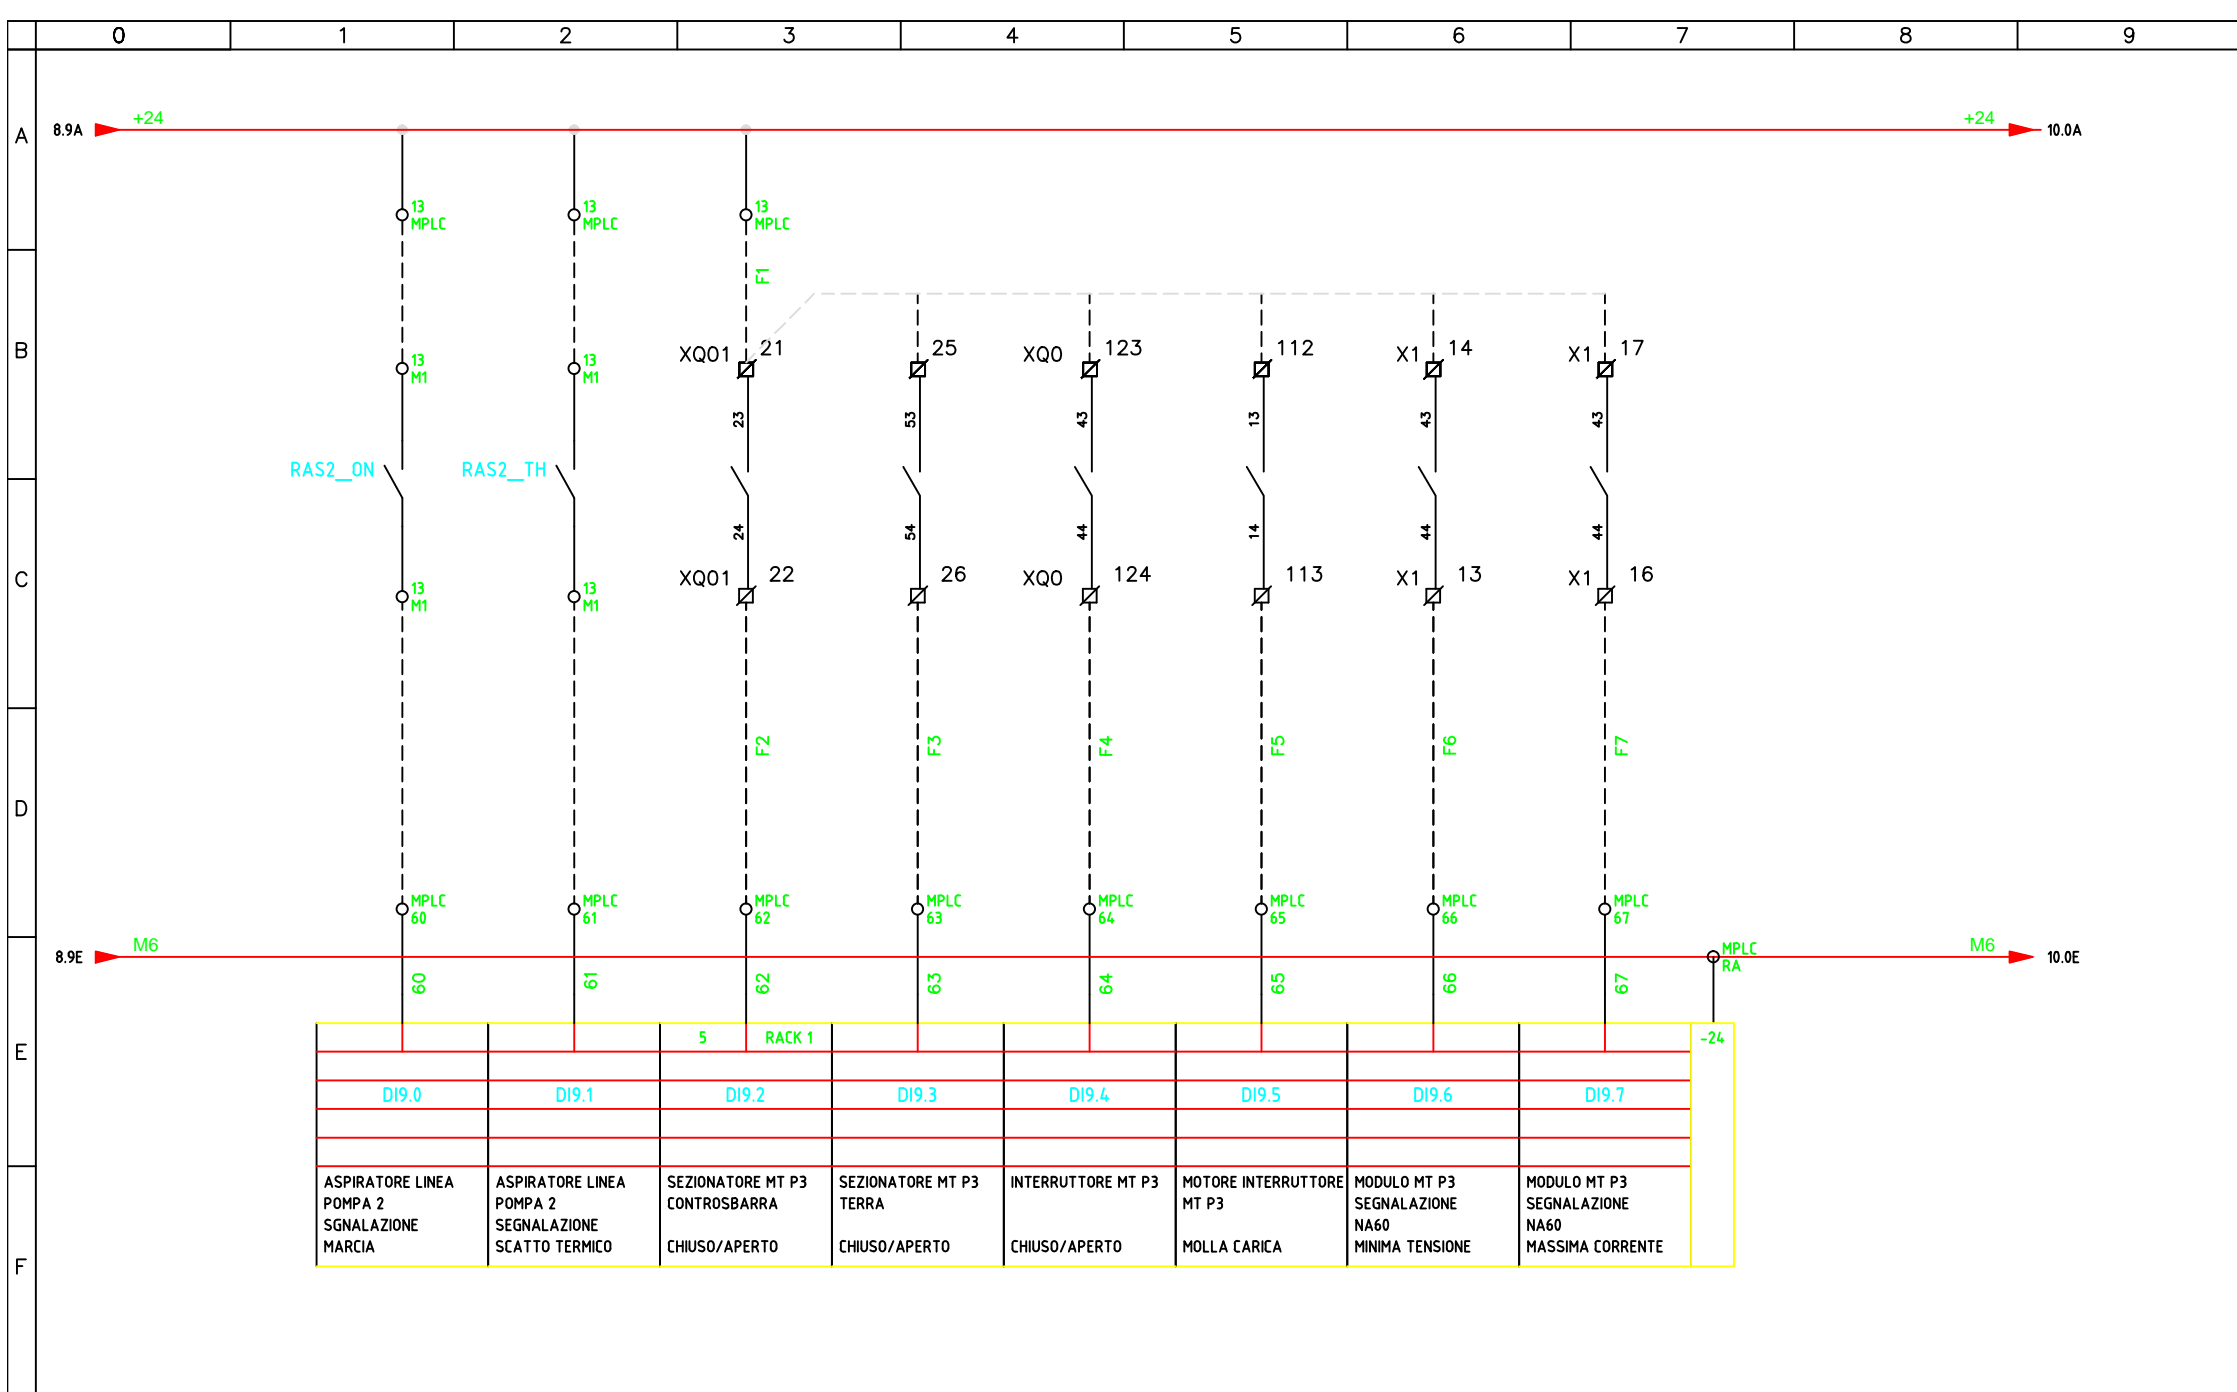 0 1 2 3 4 5 6 7 8 9
A
8.9A +24 +24 10.0A
13 13 13
MPLC MPLC MPLC
F1
B
XQ01 21 25 XQ0 123 112 X1 14 X1 17
13 13
M1 M1
23 53 43 13 43 43
RAS2_ON RAS2_TH
24 54 44 14 44 44
C
XQ01 22 26 XQ0 124 113 X1 13 X1 16
13 13
M1 M1
F2 F3 F4 F5 F6 F7
D
MPLC MPLC MPLC MPLC MPLC MPLC MPLC MPLC
60 61 62 63 64 65 66 67
8.9E M6 M6 10.0E
MPLC
RA
60 61 62 63 64 65 66 67
E
5 RACK 1 -24
DI9.0 DI9.1 DI9.2 DI9.3 DI9.4 DI9.5 DI9.6 DI9.7
F
ASPIRATORE LINEA
POMPA 2
SGNALAZIONE
MARCIA
ASPIRATORE LINEA
POMPA 2
SEGNALAZIONE
SCATTO TERMICO
SEZIONATORE MT P3
CONTROSBARRA
CHIUSO/APERTO
SEZIONATORE MT P3
TERRA
CHIUSO/APERTO
INTERRUTTORE MT P3
CHIUSO/APERTO
MOTORE INTERRUTTORE
MT P3
MOLLA CARICA
MODULO MT P3
SEGNALAZIONE
NA60
MINIMA TENSIONE
MODULO MT P3
SEGNALAZIONE
NA60
MASSIMA CORRENTE